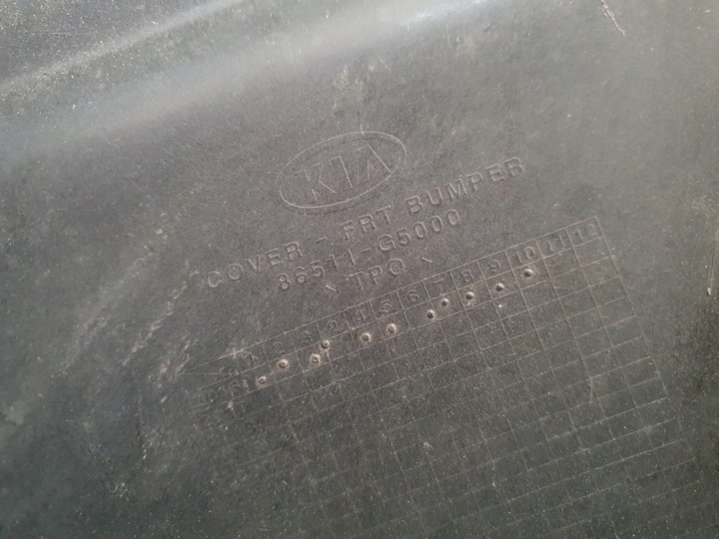 KIA
COVER - FRT BUMPER
86511-G5000
> TPO <
1 2 3 4 5 6 7 8 9 10 11 12